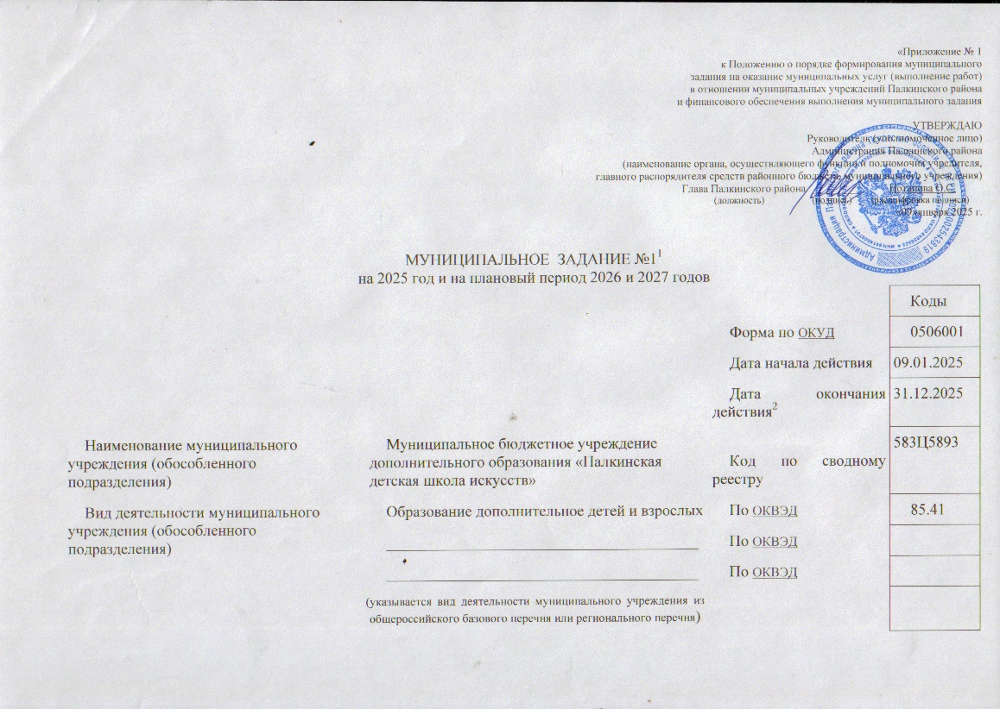 «Приложение № 1
к Положению о порядке формирования муниципального
задания на оказание муниципальных услуг (выполнение работ)
в отношении муниципальных учреждений Палкинского района
и финансового обеспечения выполнения муниципального задания
УТВЕРЖДАЮ
Руководитель (уполномоченное лицо)
Администрация Палкинского района
(наименование органа, осуществляющего функции и полномочия учредителя,
главного распорядителя средств районного бюджета, муниципального учреждения)
Глава Палкинского района Потапова О.С.
(должность) (подпись) (расшифровка подписи)
«09»января 2025 г.
МУНИЦИПАЛЬНОЕ ЗАДАНИЕ №1¹
на 2025 год и на плановый период 2026 и 2027 годов
Коды
Форма по ОКУД 0506001
Дата начала действия 09.01.2025
Дата окончания 31.12.2025
действия²
Наименование муниципального
учреждения (обособленного
подразделения)
Муниципальное бюджетное учреждение
дополнительного образования «Палкинская
детская школа искусств»
Код по сводному
реестру
583Ц5893
Вид деятельности муниципального
учреждения (обособленного
подразделения)
Образование дополнительное детей и взрослых
По ОКВЭД 85.41
По ОКВЭД
По ОКВЭД
(указывается вид деятельности муниципального учреждения из
общероссийского базового перечня или регионального перечня)